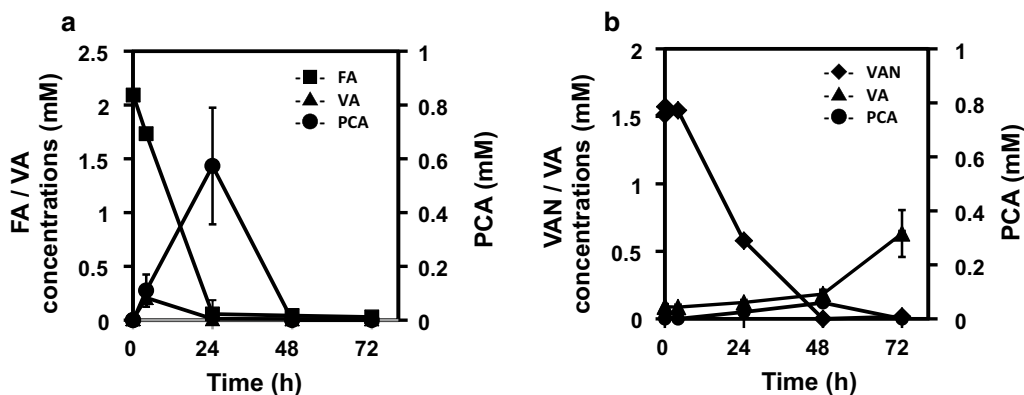 a
2.5
2
1.5
1
0.5
0
FA / VA
concentrations (mM)
1
0.8
0.6
0.4
0.2
0
PCA (mM)
FA
VA
PCA
0 24 48 72
Time (h)
b
2
1.5
1
0.5
0
VAN / VA
concentrations (mM)
1
0.8
0.6
0.4
0.2
0
PCA (mM)
VAN
VA
PCA
0 24 48 72
Time (h)